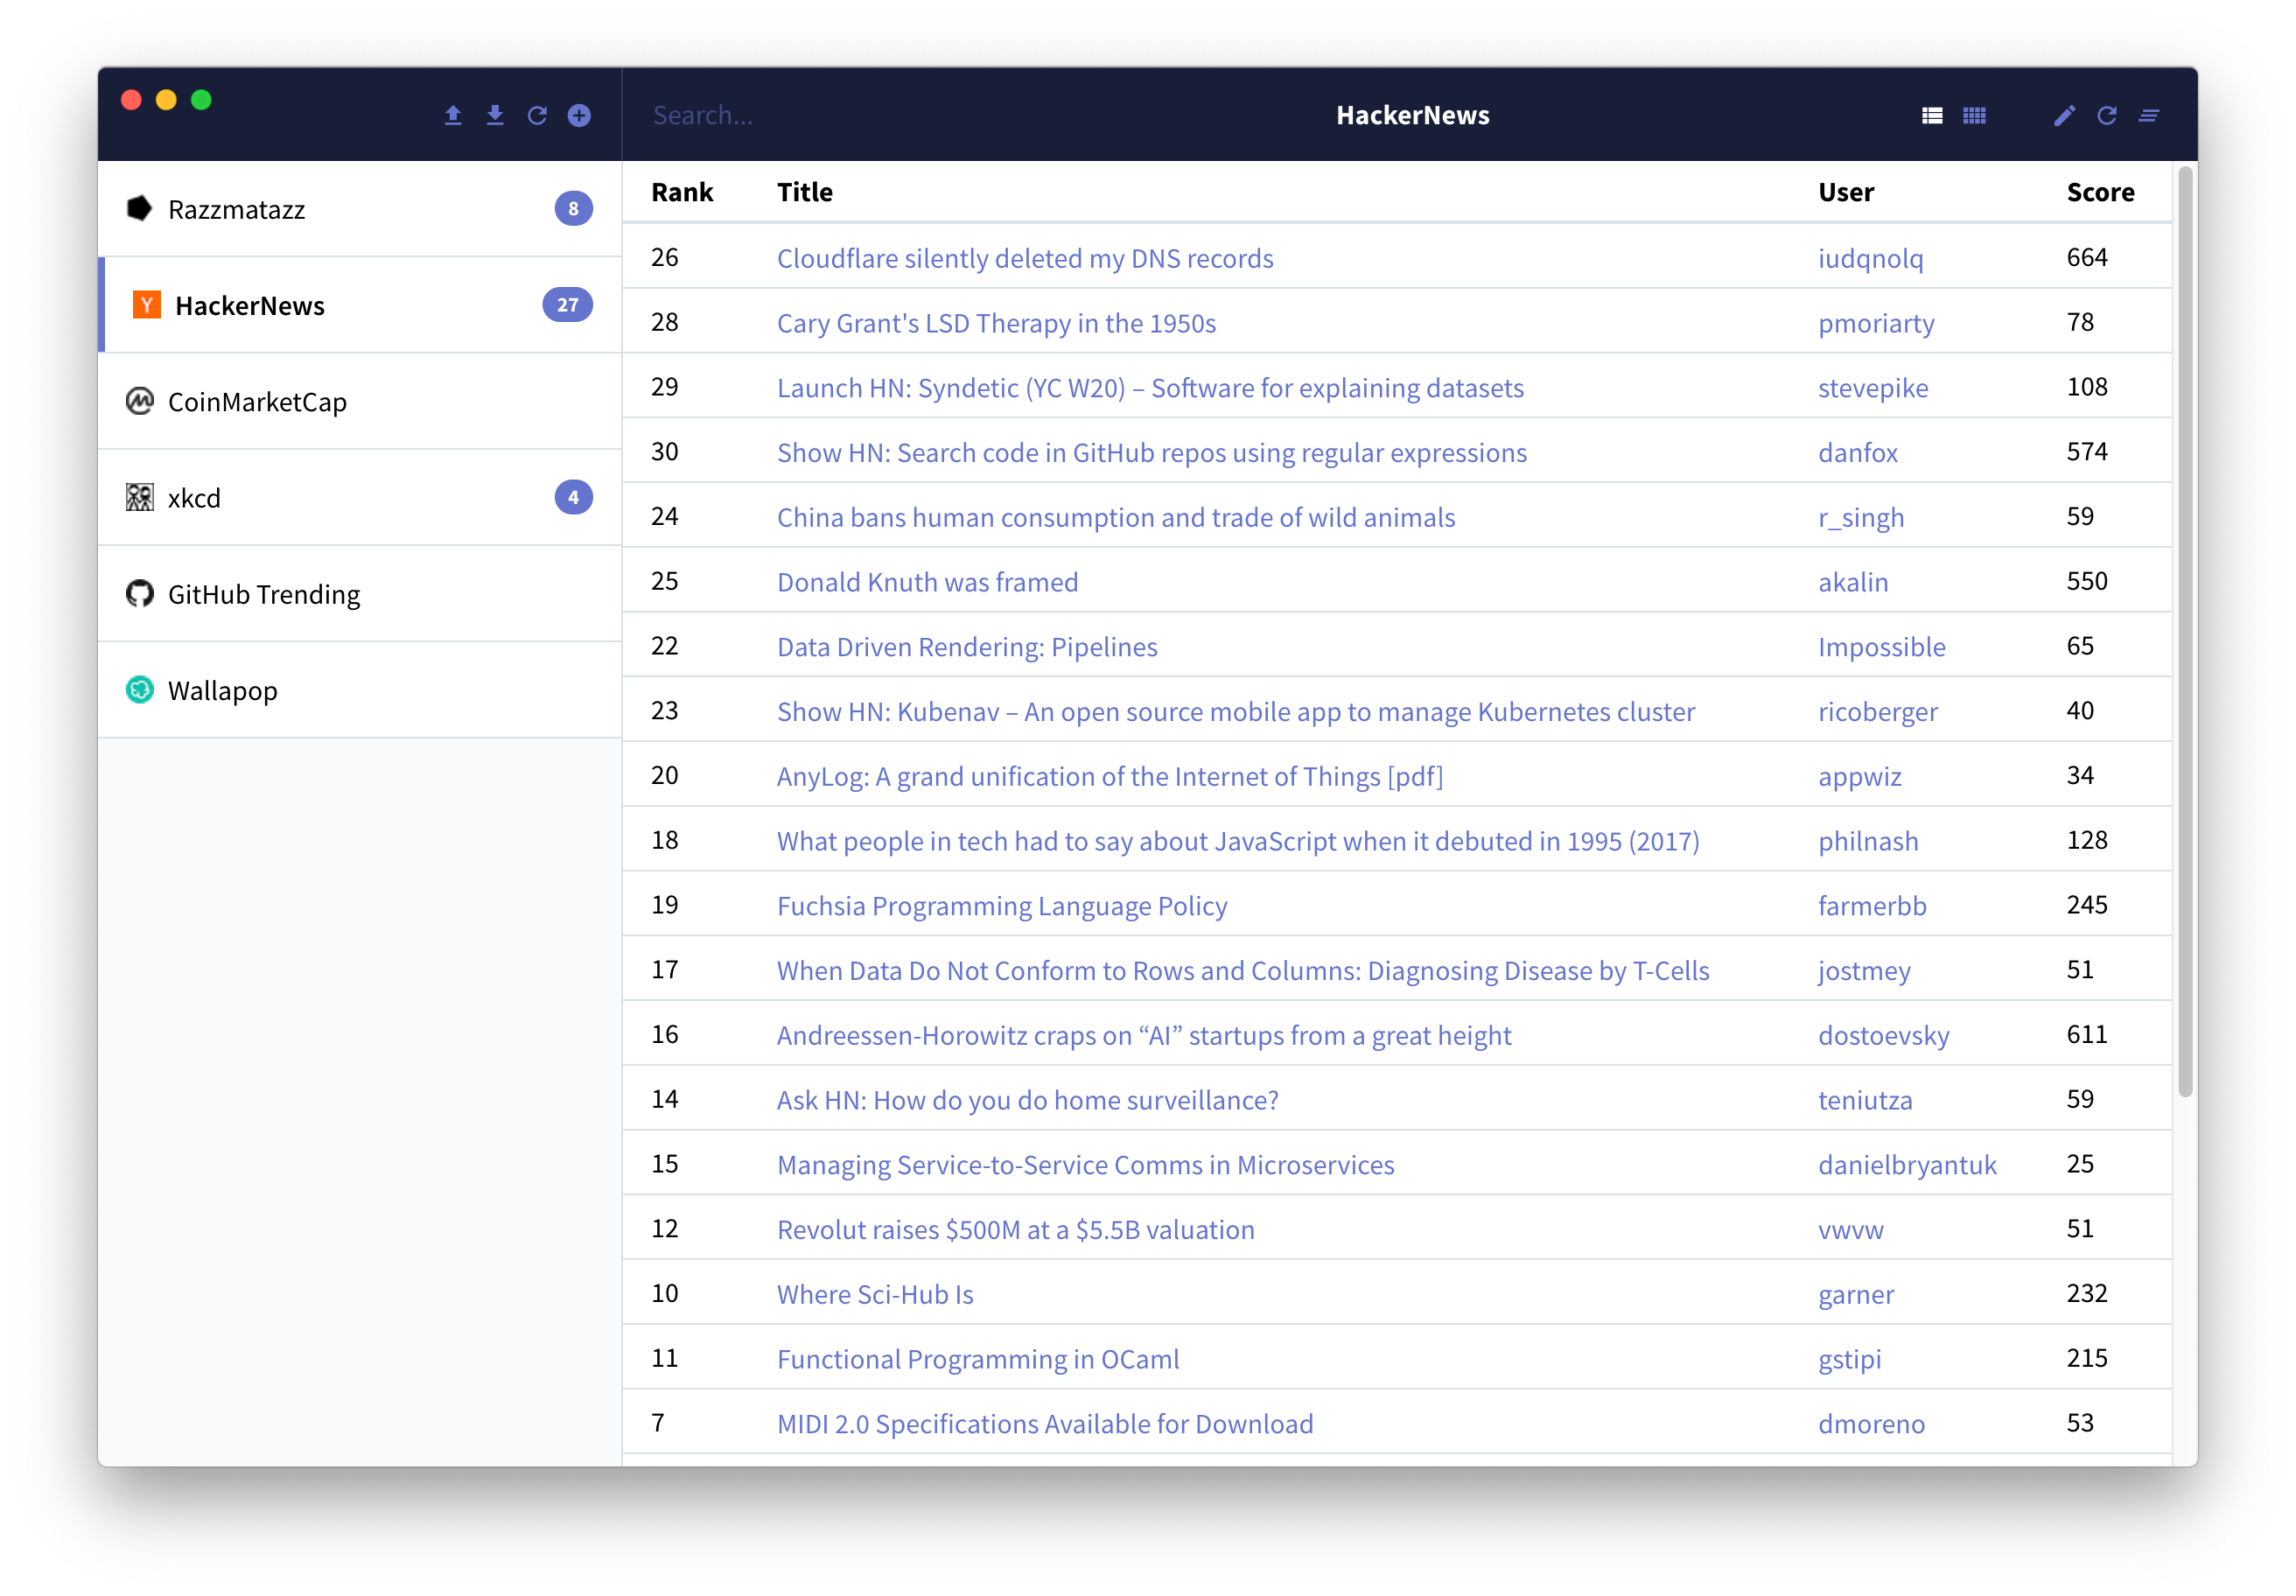 Search...
HackerNews
Razzmatazz 8
HackerNews 27
CoinMarketCap
xkcd 4
GitHub Trending
Wallapop
Rank Title User Score
26 Cloudflare silently deleted my DNS records iudqnolq 664
28 Cary Grant's LSD Therapy in the 1950s pmoriarty 78
29 Launch HN: Syndetic (YC W20) – Software for explaining datasets stevepike 108
30 Show HN: Search code in GitHub repos using regular expressions danfox 574
24 China bans human consumption and trade of wild animals r_singh 59
25 Donald Knuth was framed akalin 550
22 Data Driven Rendering: Pipelines Impossible 65
23 Show HN: Kubenav – An open source mobile app to manage Kubernetes cluster ricoberger 40
20 AnyLog: A grand unification of the Internet of Things [pdf] appwiz 34
18 What people in tech had to say about JavaScript when it debuted in 1995 (2017) philnash 128
19 Fuchsia Programming Language Policy farmerbb 245
17 When Data Do Not Conform to Rows and Columns: Diagnosing Disease by T-Cells jostmey 51
16 Andreessen-Horowitz craps on “AI” startups from a great height dostoevsky 611
14 Ask HN: How do you do home surveillance? teniutza 59
15 Managing Service-to-Service Comms in Microservices danielbryantuk 25
12 Revolut raises $500M at a $5.5B valuation vwvw 51
10 Where Sci-Hub Is garner 232
11 Functional Programming in OCaml gstipi 215
7 MIDI 2.0 Specifications Available for Download dmoreno 53